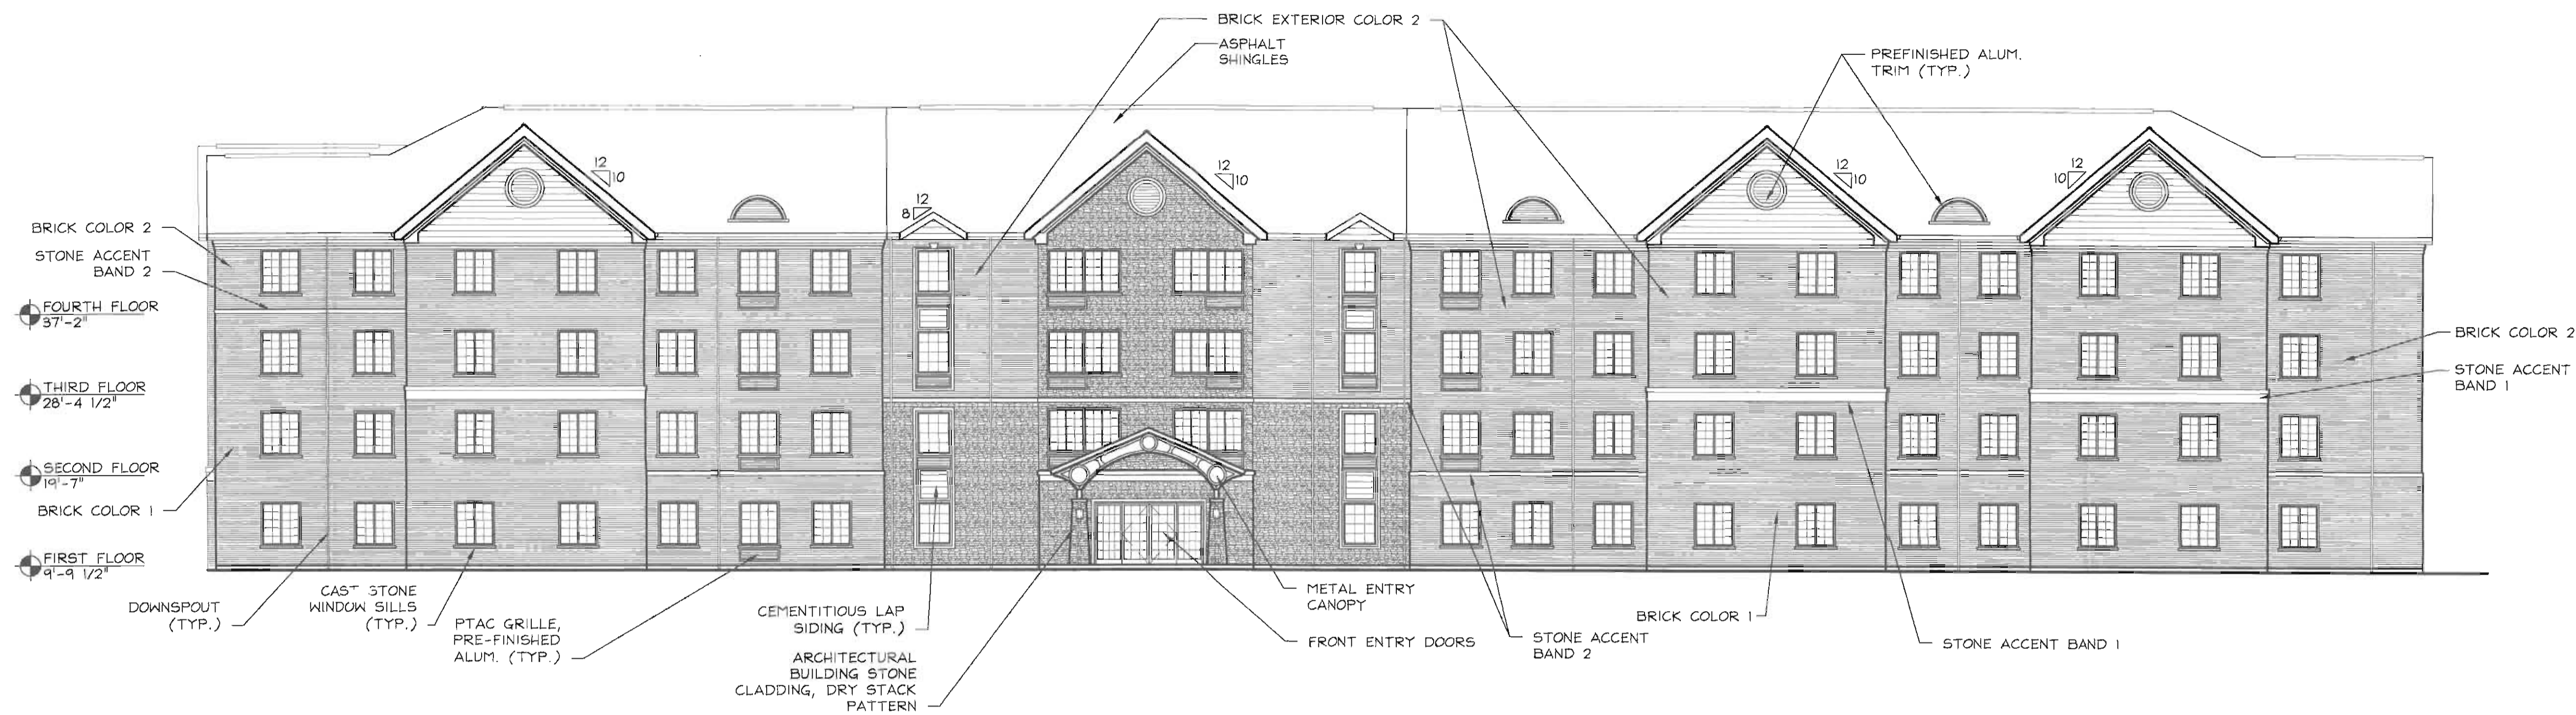 BRICK EXTERIOR COLOR 2
ASPHALT
SHINGLES
PREFINISHED ALUM.
TRIM (TYP.)
12
10
12
10
12
10
12
10
12
8
BRICK COLOR 2
STONE ACCENT
BAND 2
FOURTH FLOOR
37'-2"
THIRD FLOOR
28'-4 1/2"
SECOND FLOOR
19'-7"
BRICK COLOR 1
FIRST FLOOR
9'-9 1/2"
BRICK COLOR 2
STONE ACCENT
BAND 1
DOWNSPOUT
(TYP.)
CAST STONE
WINDOW SILLS
(TYP.)
PTAC GRILLE,
PRE-FINISHED
ALUM. (TYP.)
CEMENTITIOUS LAP
SIDING (TYP.)
ARCHITECTURAL
BUILDING STONE
CLADDING, DRY STACK
PATTERN
METAL ENTRY
CANOPY
FRONT ENTRY DOORS
STONE ACCENT
BAND 2
BRICK COLOR 1
STONE ACCENT BAND 1